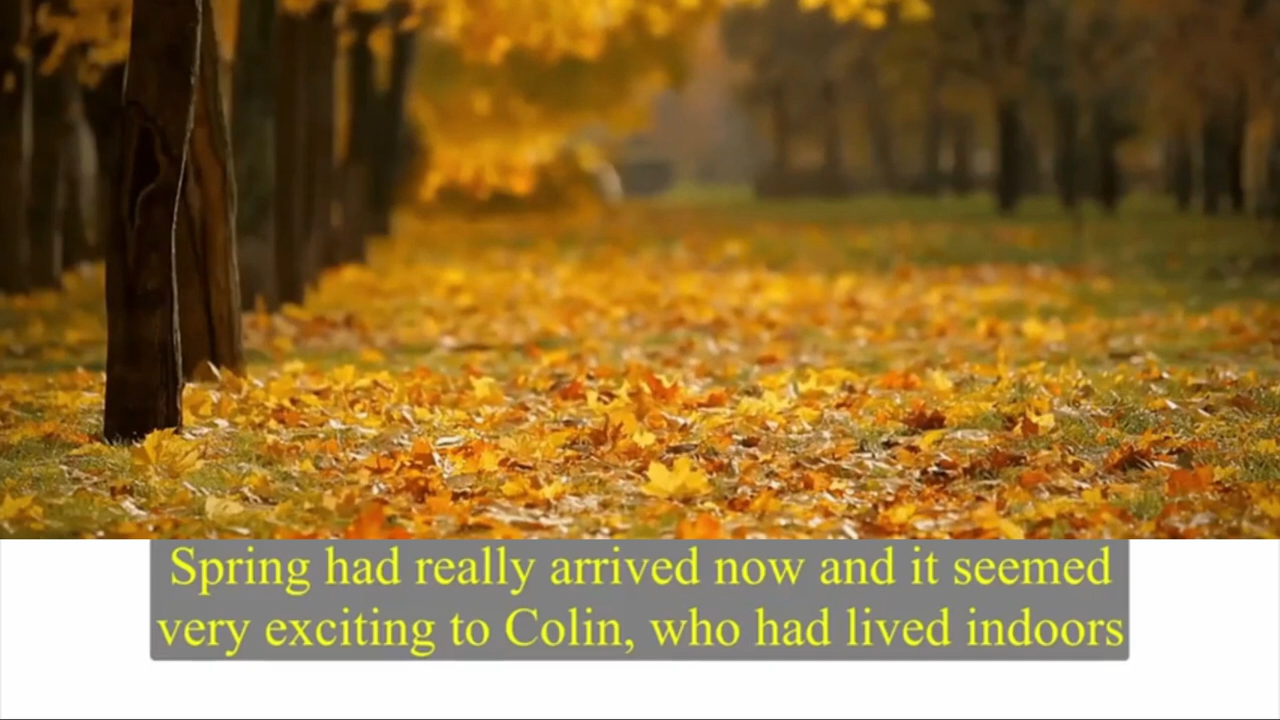 Spring had really arrived now and it seemed
very exciting to Colin, who had lived indoors